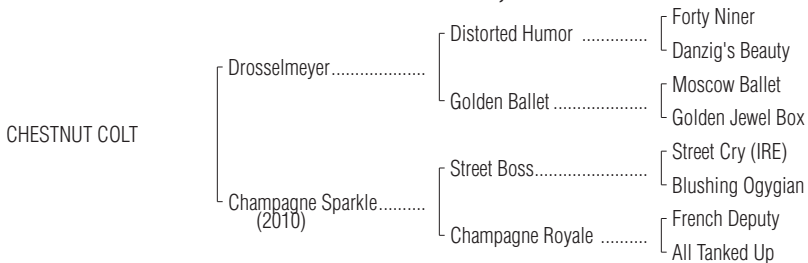 Forty Niner
Distorted Humor ..............
Danzig's Beauty
Drosselmeyer.....................
Moscow Ballet
Golden Ballet ....................
Golden Jewel Box
CHESTNUT COLT
Street Cry (IRE)
Street Boss.........................
Blushing Ogygian
Champagne Sparkle..........
(2010)
French Deputy
Champagne Royale ..........
All Tanked Up